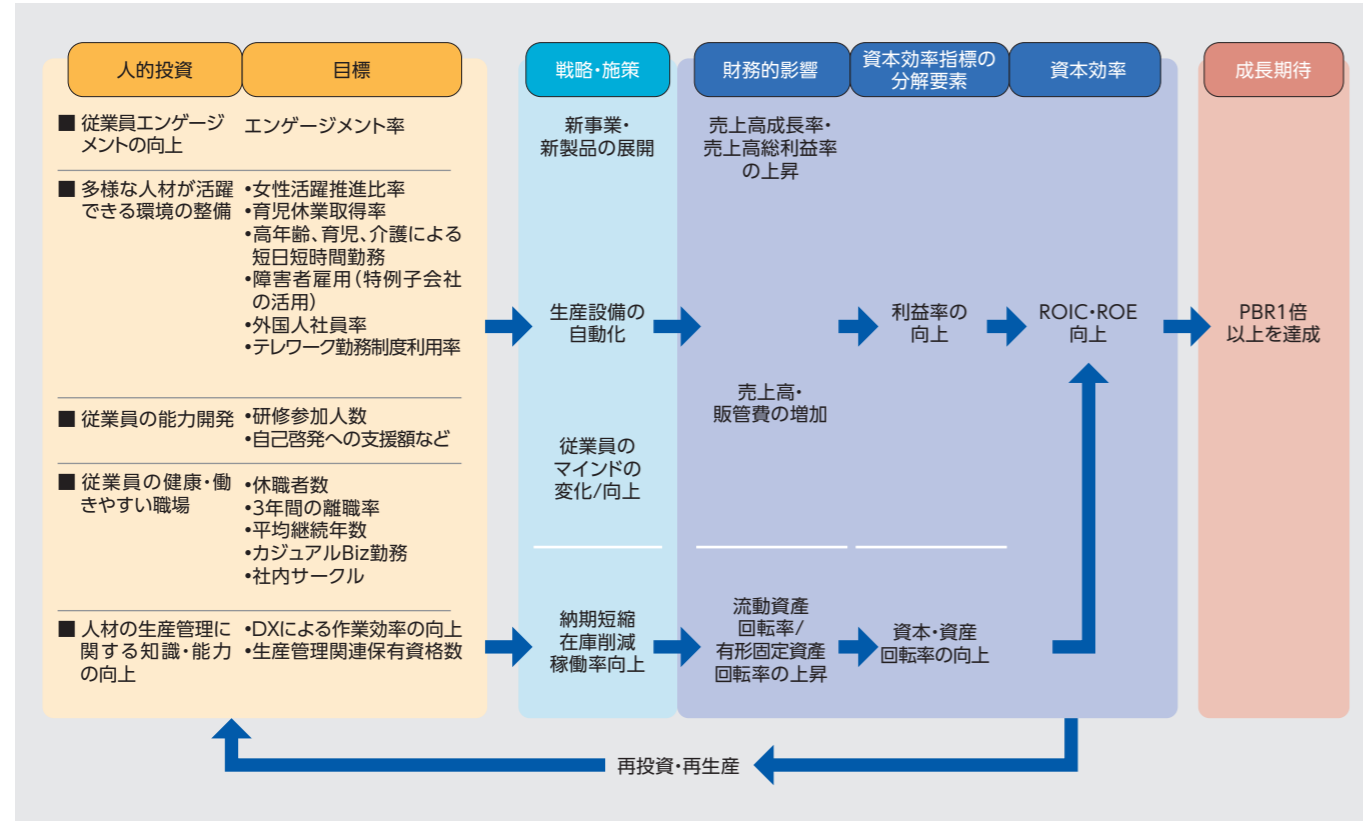 人的投資
目標
戦略・施策
財務的影響
資本効率指標の
分解要素
資本効率
成長期待
■ 従業員エンゲージ
メントの向上
エンゲージメント率
■ 多様な人材が活躍
できる環境の整備
•女性活躍推進比率
•育児休業取得率
•高年齢、育児、介護による
短日短時間勤務
•障害者雇用(特例子会社
の活用)
•外国人社員率
•テレワーク勤務制度利用率
■ 従業員の能力開発
•研修参加人数
•自己啓発への支援額など
■ 従業員の健康・働
きやすい職場
•休職者数
•3年間の離職率
•平均継続年数
•カジュアルBiz勤務
•社内サークル
■ 人材の生産管理に
関する知識・能力
の向上
•DXによる作業効率の向上
•生産管理関連保有資格数
新事業・
新製品の展開
生産設備の
自動化
従業員の
マインドの
変化/向上
納期短縮
在庫削減
稼働率向上
売上高成長率・
売上高総利益率
の上昇
売上高・
販管費の増加
流動資産
回転率/
有形固定資産
回転率の上昇
利益率の
向上
資本・資産
回転率の向上
ROIC・ROE
向上
PBR1倍
以上を達成
再投資・再生産